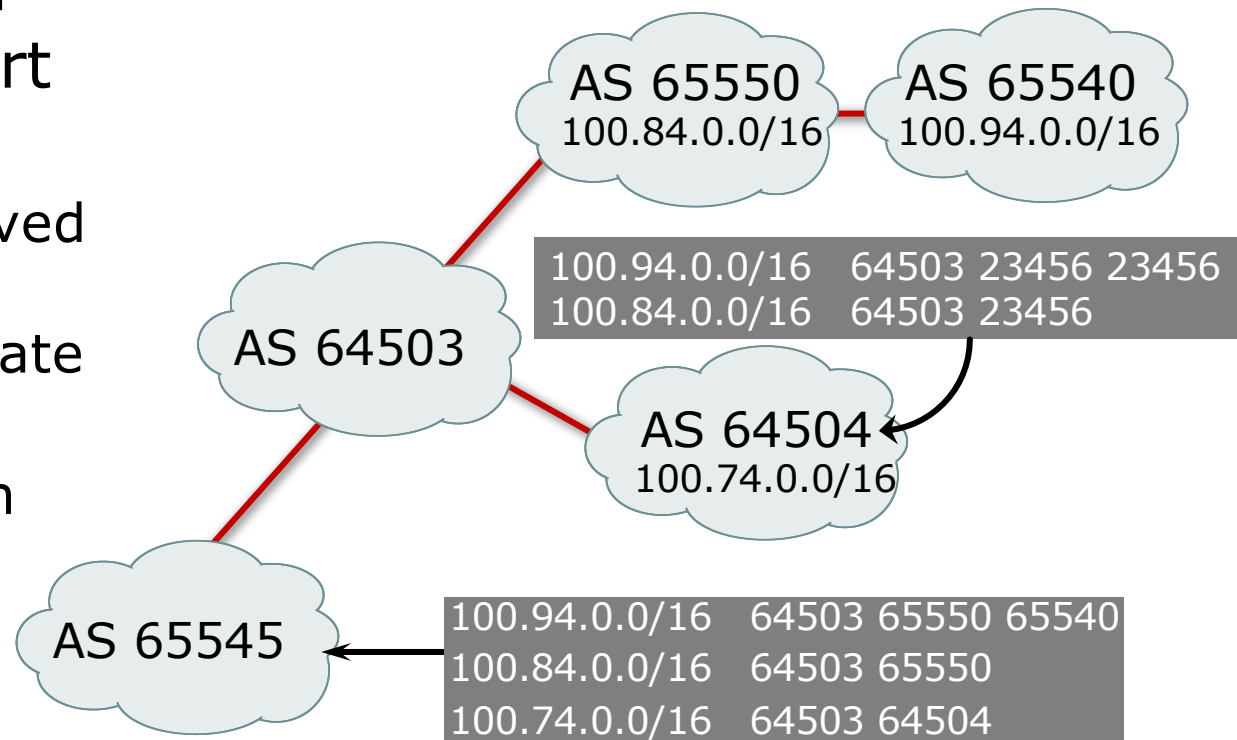 rt
ved
ate
AS 65550
100.84.0.0/16
AS 65540
100.94.0.0/16
100.94.0.0/16 64503 23456 23456
100.84.0.0/16 64503 23456
AS 64503
AS 64504
100.74.0.0/16
AS 65545
100.94.0.0/16 64503 65550 65540
100.84.0.0/16 64503 65550
100.74.0.0/16 64503 64504